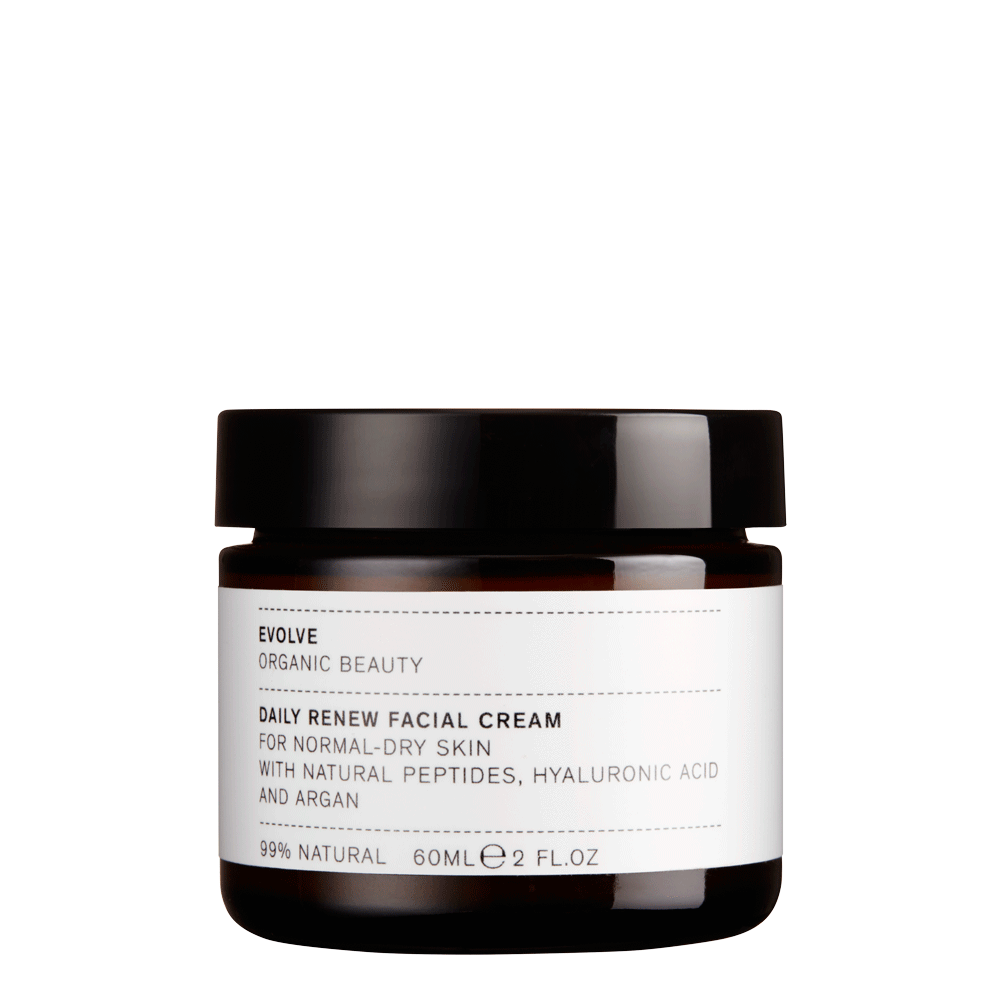 EVOLVE
ORGANIC BEAUTY
DAILY RENEW FACIAL CREAM
FOR NORMAL-DRY SKIN
WITH NATURAL PEPTIDES, HYALURONIC ACID
AND ARGAN
99% NATURAL 60ML℮2 FL.OZ